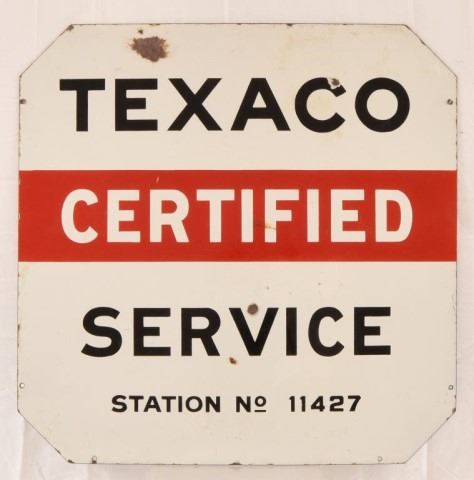 TEXACO
CERTIFIED
SERVICE
STATION Nº 11427